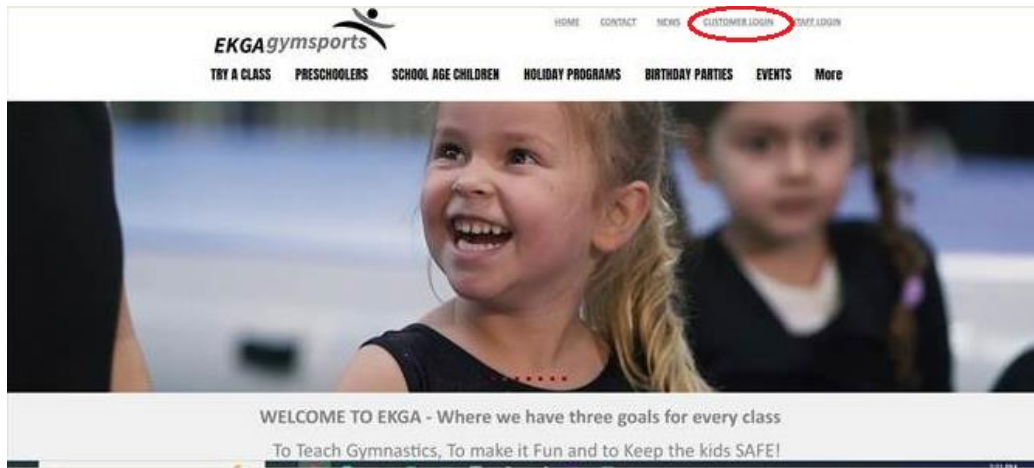 HOME CONTACT NEWS CUSTOMER LOGIN STAFF LOGIN
EKGAgymsports
TRY A CLASS PRESCHOOLERS SCHOOL AGE CHILDREN HOLIDAY PROGRAMS BIRTHDAY PARTIES EVENTS More
WELCOME TO EKGA - Where we have three goals for every class
To Teach Gymnastics, To make it Fun and to Keep the kids SAFE!